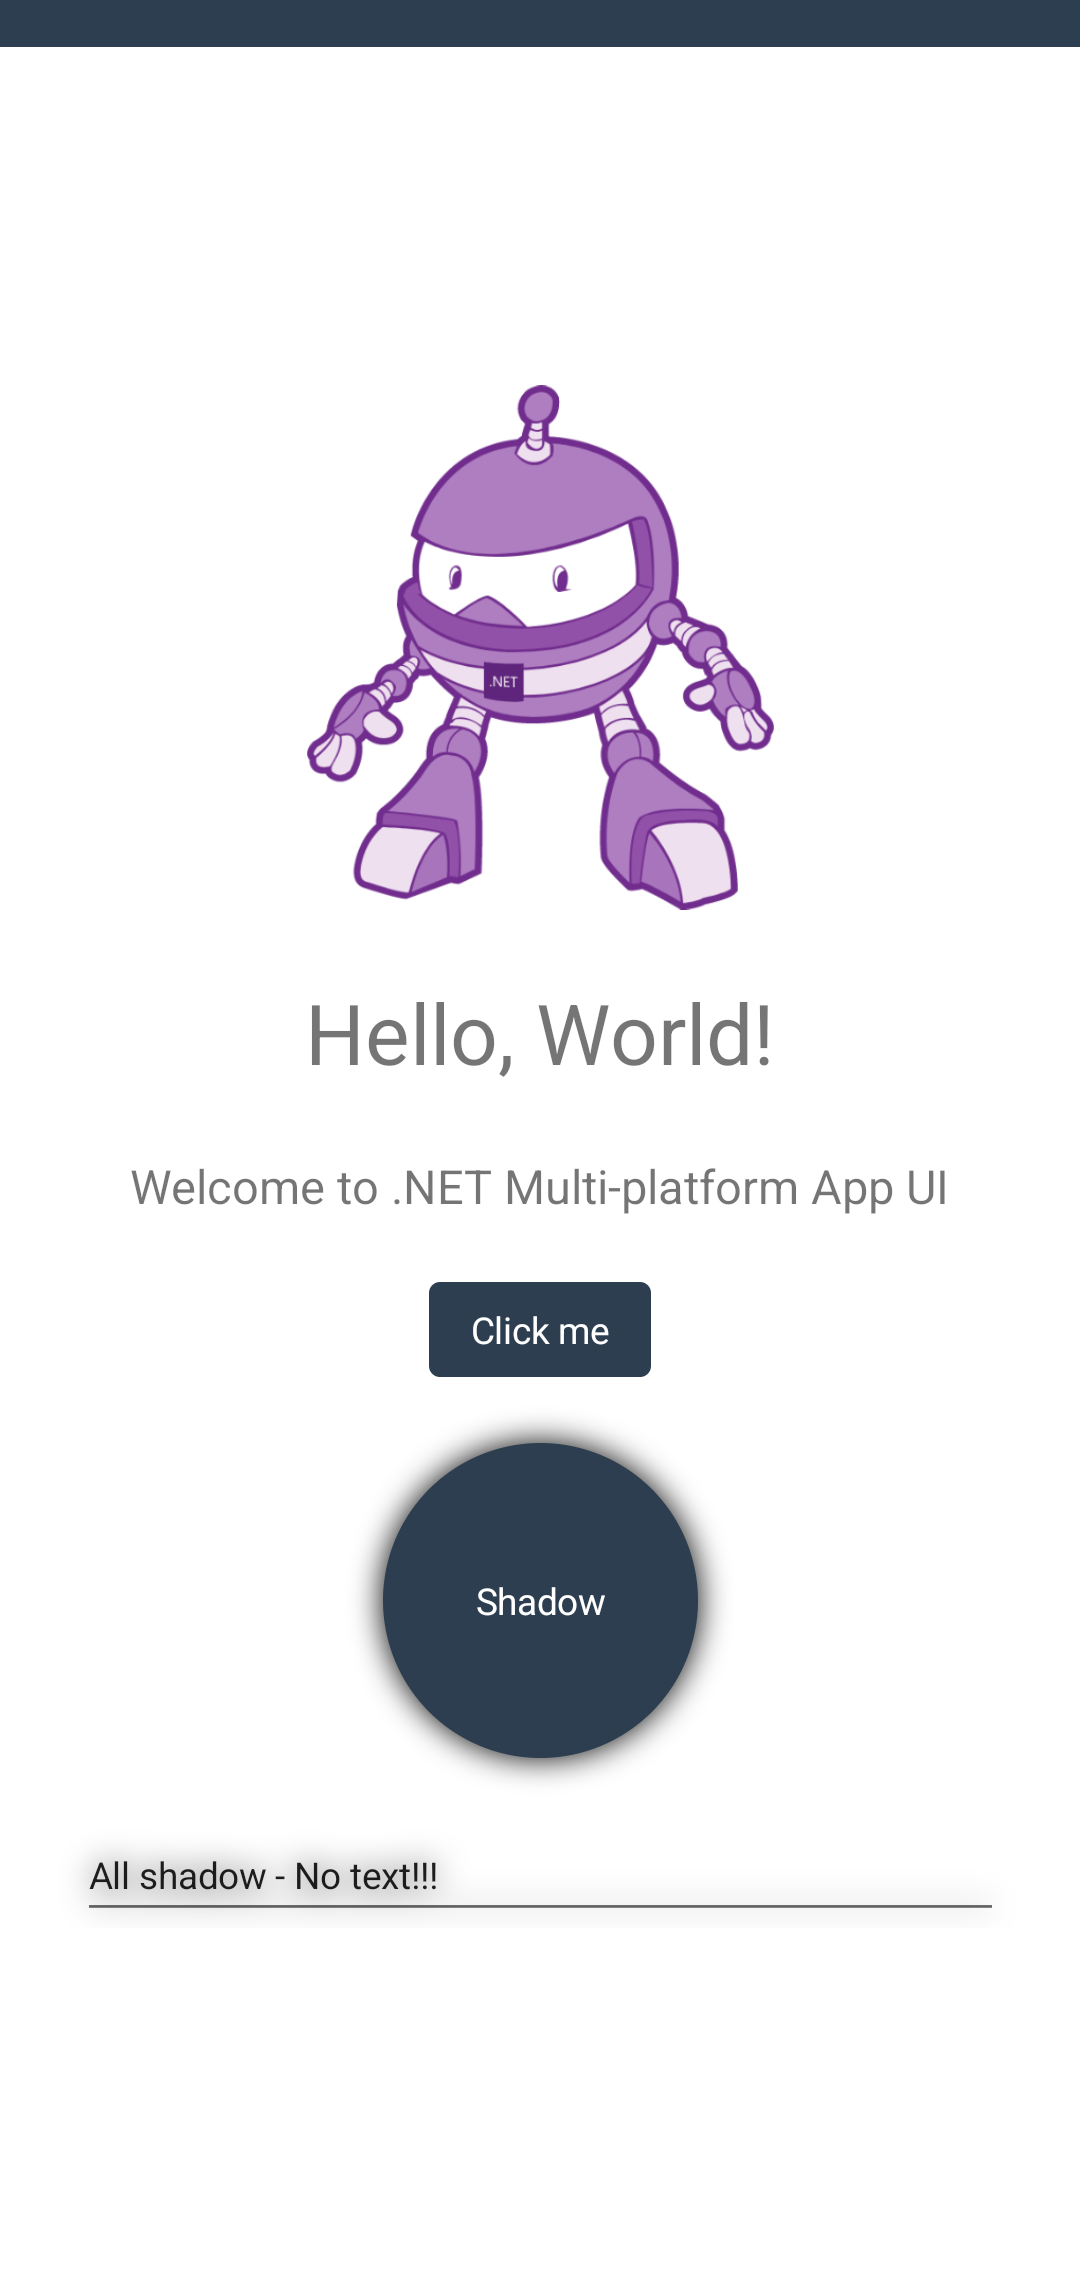 .NET
Hello, World!
Welcome to .NET Multi-platform App UI
Click me
Shadow
All shadow - No text!!!